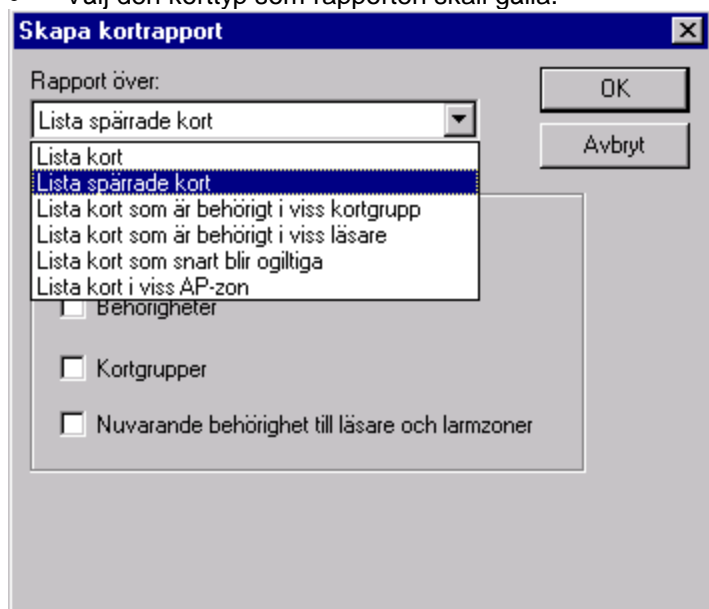 Välj den korttyp som rapporten skall gälla.
Skapa kortrapport
Rapport över:
OK
Lista spärrade kort
Avbryt
Lista kort
Lista spärrade kort
Lista kort som är behörigt i viss kortgrupp
Lista kort som är behörigt i viss läsare
Lista kort som snart blir ogiltiga
Lista kort i viss AP-zon
Behörigheter
Kortgrupper
Nuvarande behörighet till läsare och larmzoner